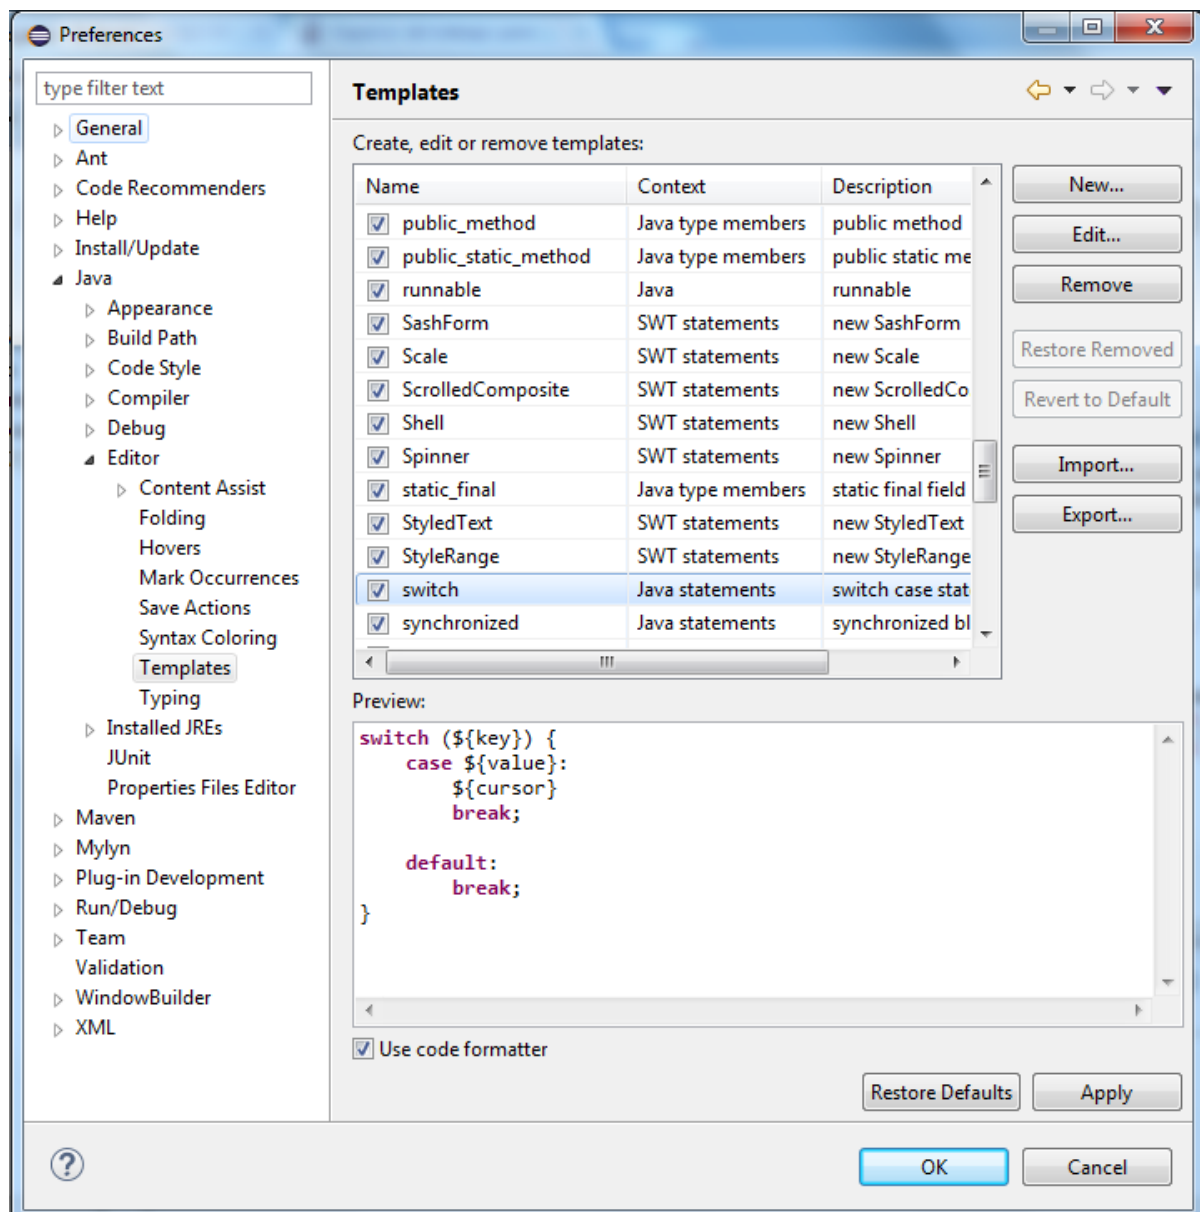 Preferences
type filter text
General
Ant
Code Recommenders
Help
Install/Update
Java
Appearance
Build Path
Code Style
Compiler
Debug
Editor
Content Assist
Folding
Hovers
Mark Occurrences
Save Actions
Syntax Coloring
Templates
Typing
Installed JREs
JUnit
Properties Files Editor
Maven
Mylyn
Plug-in Development
Run/Debug
Team
Validation
WindowBuilder
XML
Templates
Create, edit or remove templates:
Name Context Description
public_method Java type members public method
public_static_method Java type members public static me
runnable Java runnable
SashForm SWT statements new SashForm
Scale SWT statements new Scale
ScrolledComposite SWT statements new ScrolledCo
Shell SWT statements new Shell
Spinner SWT statements new Spinner
static_final Java type members static final field
StyledText SWT statements new StyledText
StyleRange SWT statements new StyleRange
switch Java statements switch case stat
synchronized Java statements synchronized bl
New...
Edit...
Remove
Restore Removed
Revert to Default
Import...
Export...
Preview:
switch (${key}) {
case ${value}:
${cursor}
break;
default:
break;
}
Use code formatter
Restore Defaults Apply
OK Cancel